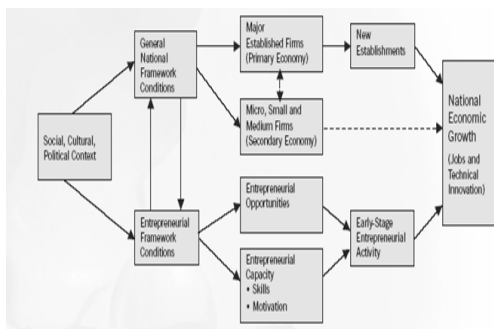 General
National
Framework
Conditions
Major
Established Firms
(Primary Economy)
New
Establishments
Micro, Small and
Medium Firms
(Secondary Economy)
National
Economic
Growth
(Jobs and
Technical
Innovation)
Social, Cultural,
Political Context
Entrepreneurial
Framework
Conditions
Entrepreneurial
Opportunities
Early-Stage
Entrepreneurial
Activity
Entrepreneurial
Capacity
• Skills
• Motivation